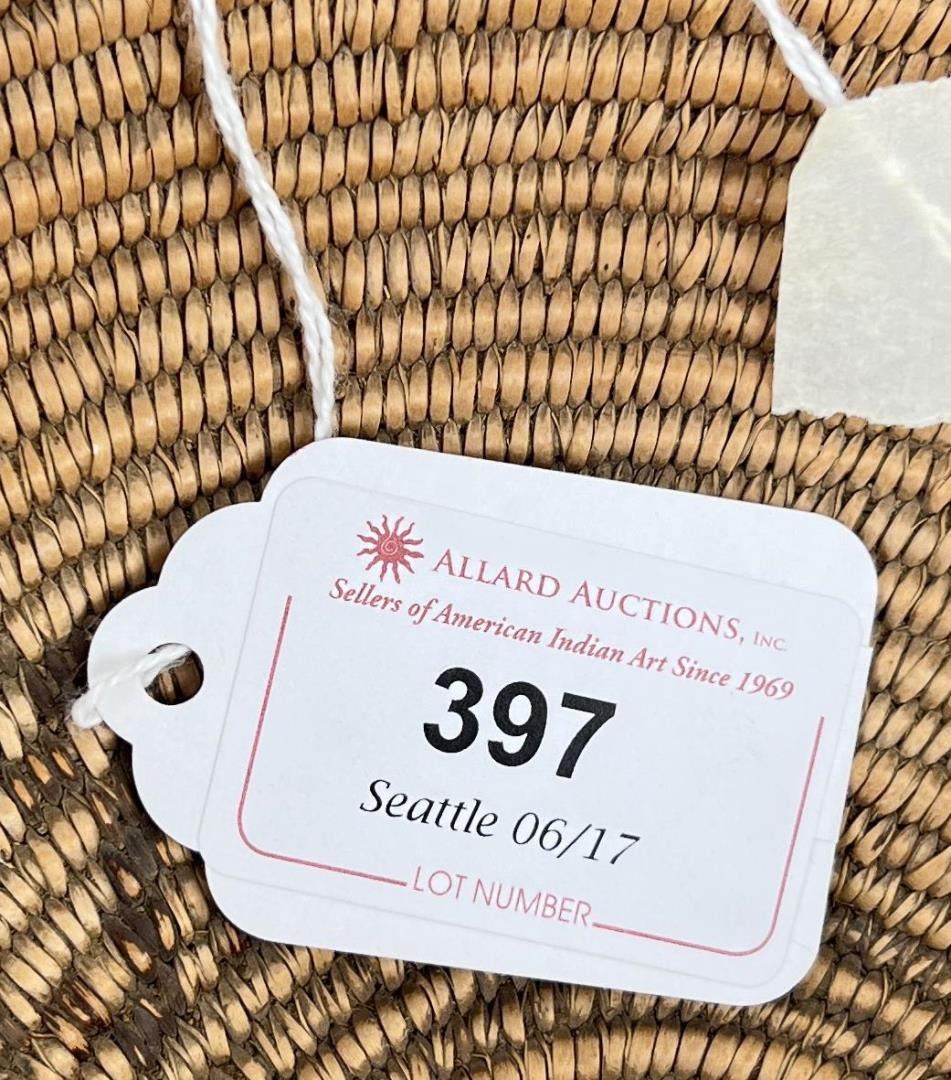 ALLARD AUCTIONS, INC.
Sellers of American Indian Art Since 1969
397
Seattle 06/17
LOT NUMBER